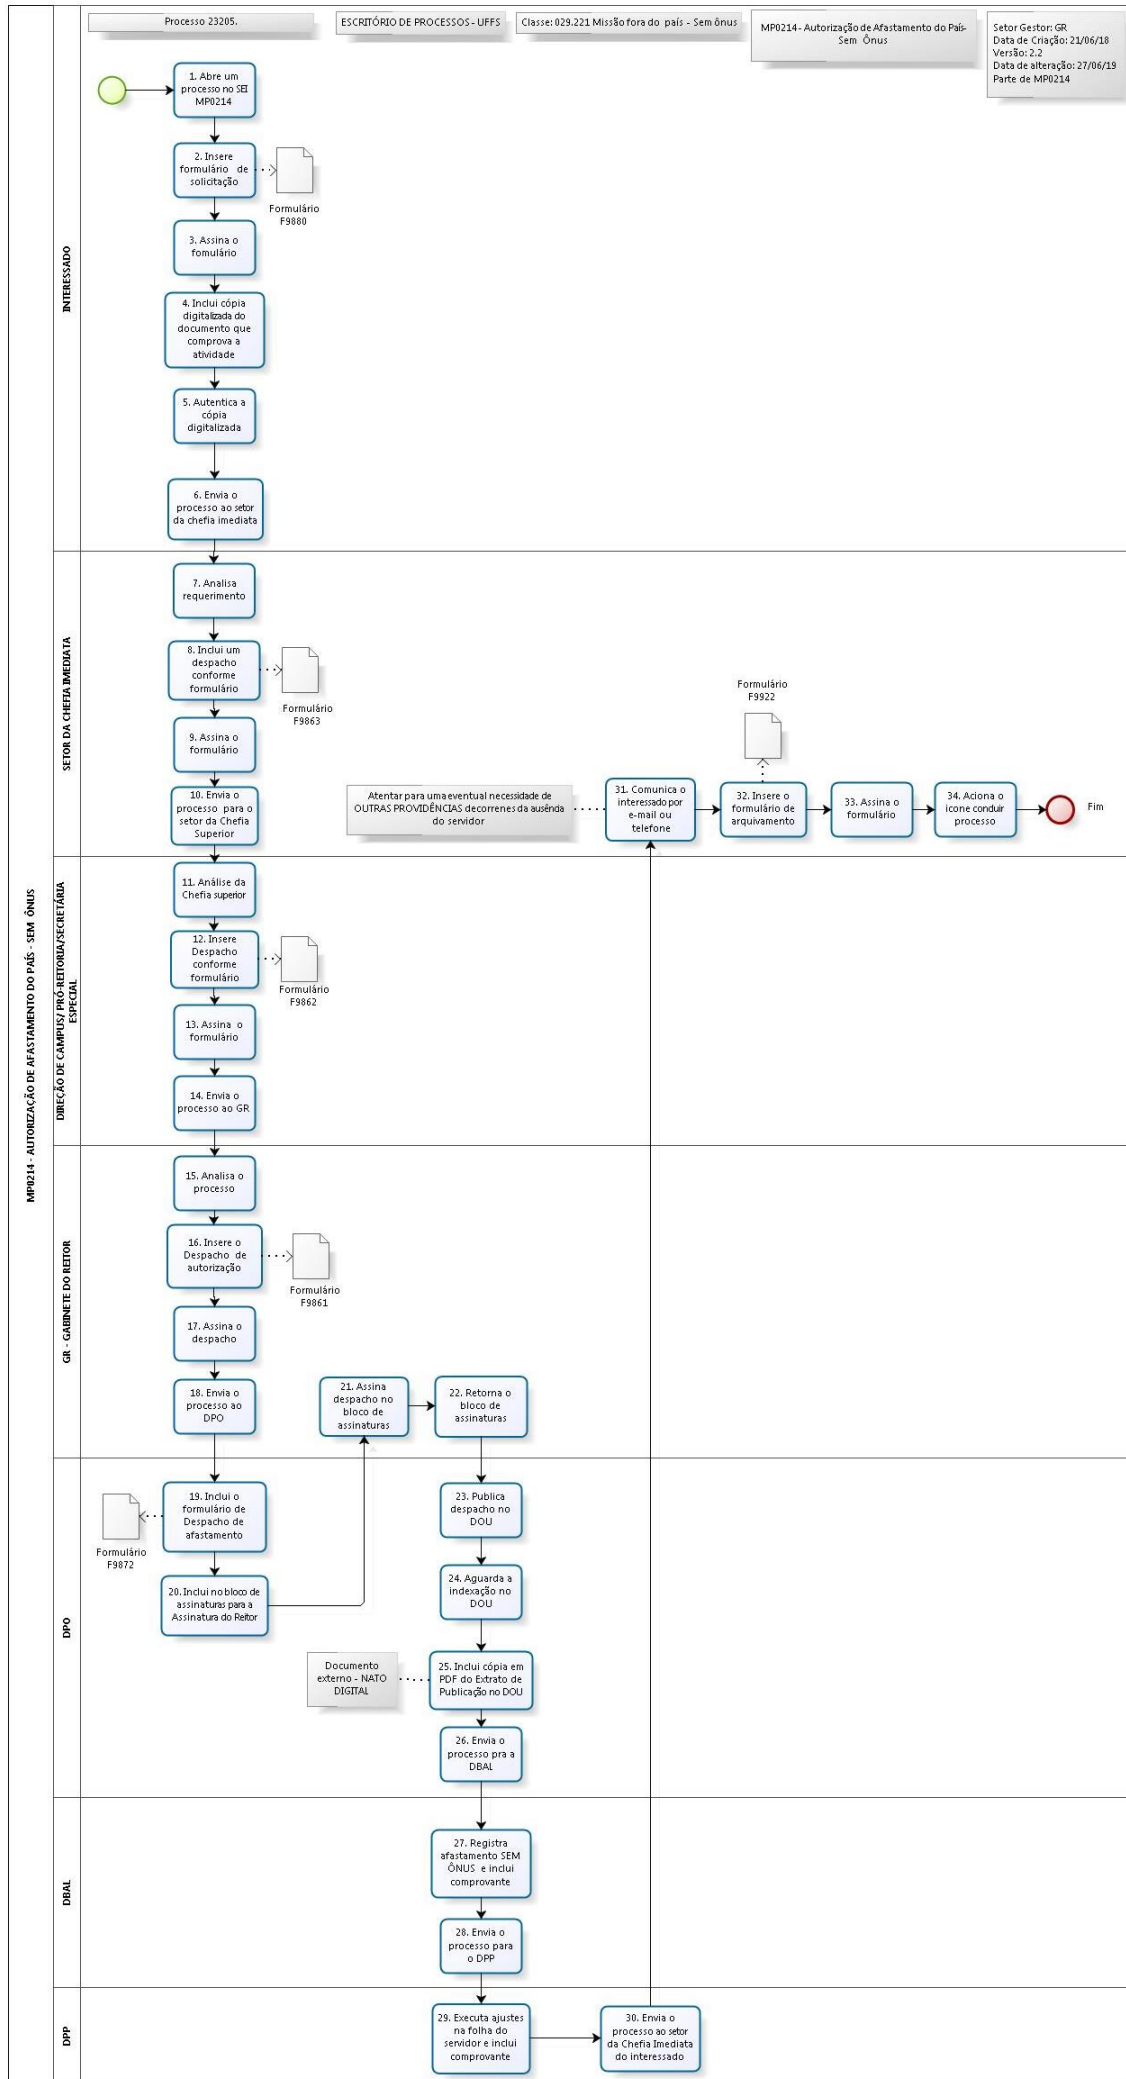 Processo 23205.
ESCRITÓRIO DE PROCESSOS - UFFS
Classe: 029.221 Missão fora do país - Sem ônus
MP0214 - Autorização de Afastamento do País-
Sem Ônus
Setor Gestor: GR
Data de Criação: 21/06/18
Versão: 2.2
Data de alteração: 27/06/19
Parte de MP0214
MP0214 - AUTORIZAÇÃO DE AFASTAMENTO DO PAÍS - SEM ÔNUS
INTERESSADO
1. Abre um
processo no SEI
MP0214
2. Insere
formulário de
solicitação
Formulário
F9880
3. Assina o
fomulário
4. Inclui cópia
digitalizada do
documento que
comprova a
atividade
5. Autentica a
cópia
digitalizada
6. Envia o
processo ao setor
da chefia imediata
SETOR DA CHEFIA IMEDIATA
7. Analisa
requerimento
8. Inclui um
despacho
conforme
formulário
Formulário
F9863
9. Assina o
formulário
10. Envia o
processo para o
setor da Chefia
Superior
Atentar para uma eventual necessidade de
OUTRAS PROVIDÊNCIAS decorrenes da ausência
do servidor
31. Comunica o
interessado por
e-mail ou
telefone
Formulário
F9922
32. Insere o
formulário de
arquivamento
33. Assina o
formulário
34. Aciona o
icone conduir
processo
Fim
DIREÇÃO DE CAMPUS/ PRÓ-REITORIA/SECRETÁRIA
ESPECIAL
11. Análise da
Chefia superior
12. Insere
Despacho
conforme
formulário
Formulário
F9862
13. Assina o
formulário
14. Envia o
processo ao GR
GR - GABINETE DO REITOR
15. Analisa o
processo
16. Insere o
Despacho de
autorização
Formulário
F9861
17. Assina o
despacho
18. Envia o
processo ao
DPO
21. Assina
despacho no
bloco de
assinaturas
22. Retorna o
bloco de
assinaturas
DPO
19. Inclui o
formulário de
Despacho de
afastamento
Formulário
F9872
20. Inclui no bloco de
assinaturas para a
Assinatura do Reitor
23. Publica
despacho no
DOU
24. Aguarda a
indexação no
DOU
Documento
externo - NATO
DIGITAL
25. Inclui cópia em
PDF do Extrato de
Publicação no DOU
26. Envia o
processo pra a
DBAL
DBAL
27. Registra
afastamento SEM
ÔNUS e inclui
comprovante
28. Envia o
processo para
o DPP
DPP
29. Executa ajustes
na folha do
servidor e inclui
comprovante
30. Envia o
processo ao setor
da Chefia Imediata
do interessado